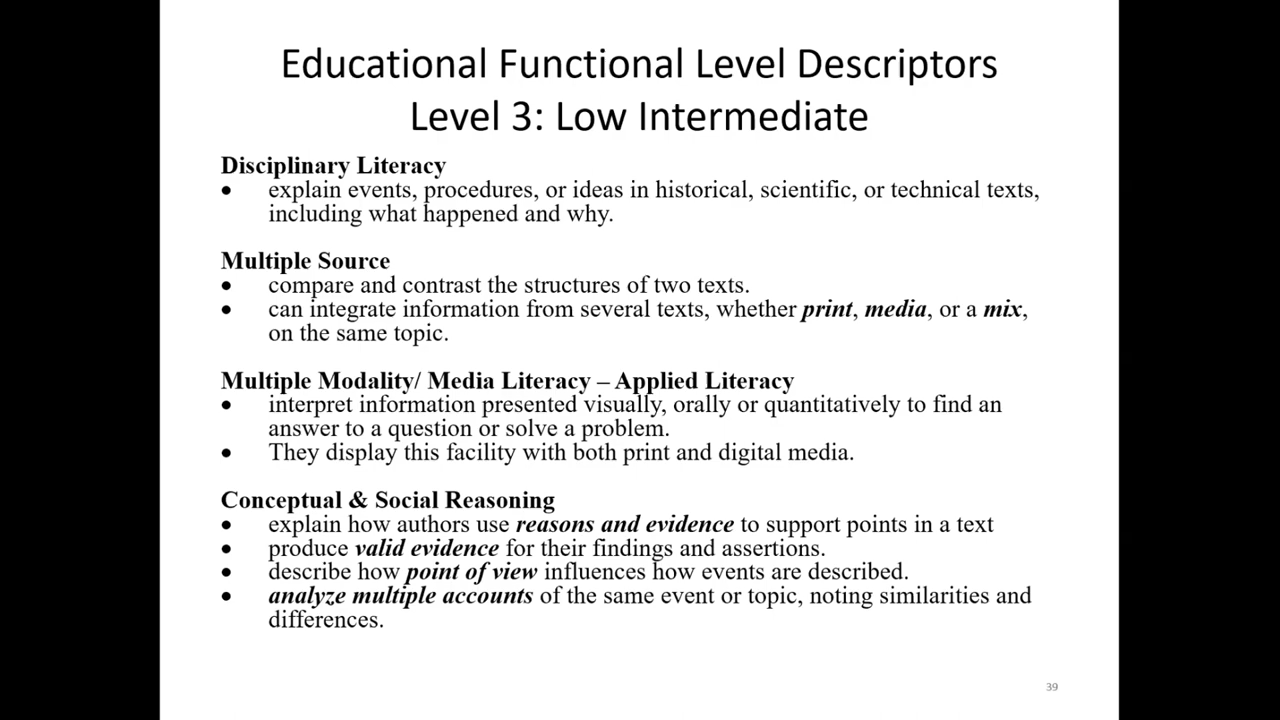 Educational Functional Level Descriptors
Level 3: Low Intermediate
Disciplinary Literacy
• explain events, procedures, or ideas in historical, scientific, or technical texts,
including what happened and why.
Multiple Source
• compare and contrast the structures of two texts.
• can integrate information from several texts, whether print, media, or a mix,
on the same topic.
Multiple Modality/ Media Literacy – Applied Literacy
• interpret information presented visually, orally or quantitatively to find an
answer to a question or solve a problem.
• They display this facility with both print and digital media.
Conceptual & Social Reasoning
• explain how authors use reasons and evidence to support points in a text
• produce valid evidence for their findings and assertions.
• describe how point of view influences how events are described.
• analyze multiple accounts of the same event or topic, noting similarities and
differences.
39